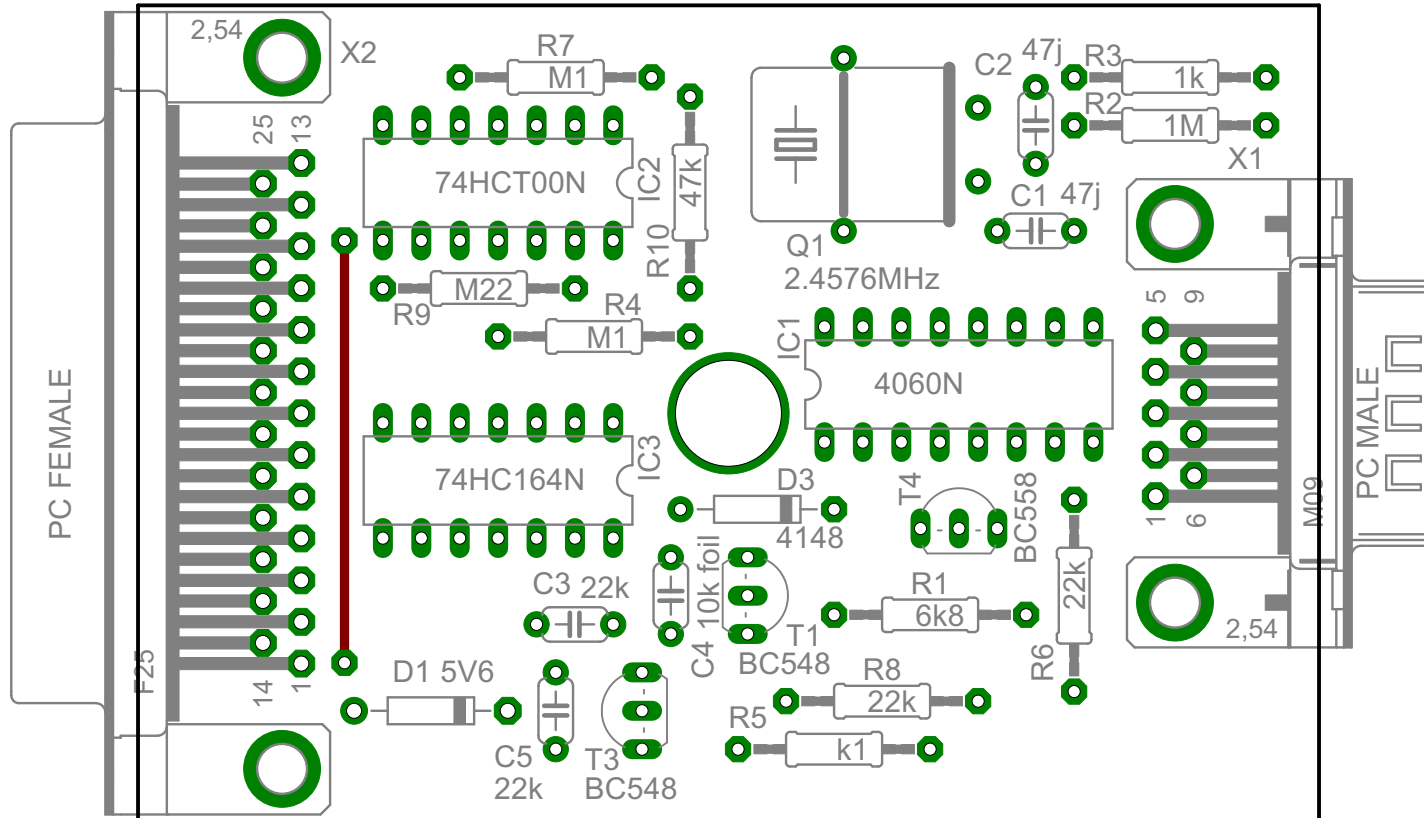 2,54
X2
R7
M1
25
13
74HCT00N
IC2
47k
R10
M22
R9
R4
M1
C2
47j
R3
1k
R2
1M
X1
C1
47j
Q1
2.4576MHz
IC1
4060N
5
9
PC FEMALE
PC MALE
M09
1
6
2,54
74HC164N
IC3
D3
4148
T4
BC558
C3
22k
10k foil
C4
T1
BC548
R1
6k8
22k
R6
F25
14
1
D1 5V6
C5
22k
T3
BC548
R8
22k
R5
k1